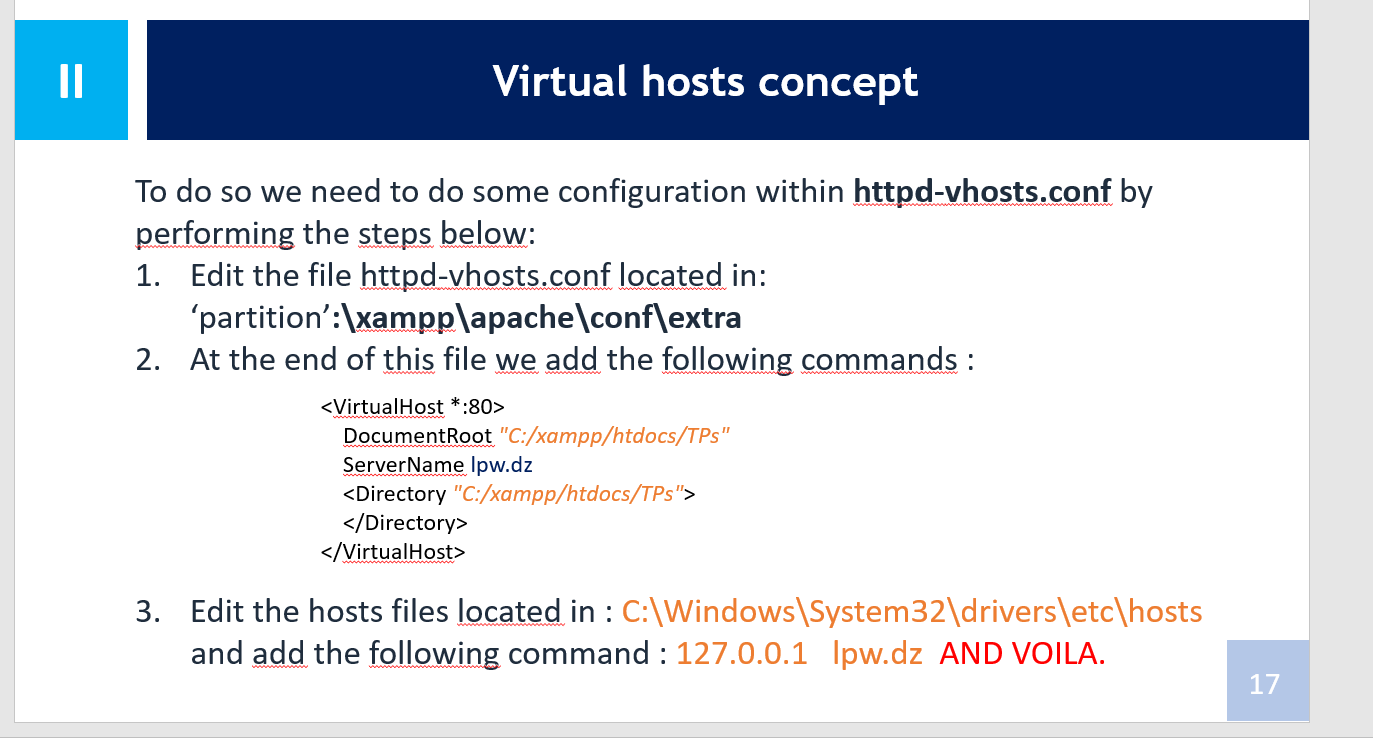 II
Virtual hosts concept
To do so we need to do some configuration within httpd-vhosts.conf by
performing the steps below:
1. Edit the file httpd-vhosts.conf located in:
‘partition’:\xampp\apache\conf\extra
2. At the end of this file we add the following commands :
<VirtualHost *:80>
DocumentRoot "C:/xampp/htdocs/TPs"
ServerName lpw.dz
<Directory "C:/xampp/htdocs/TPs">
</Directory>
</VirtualHost>
3. Edit the hosts files located in : C:\Windows\System32\drivers\etc\hosts
and add the following command : 127.0.0.1 lpw.dz AND VOILA.
17